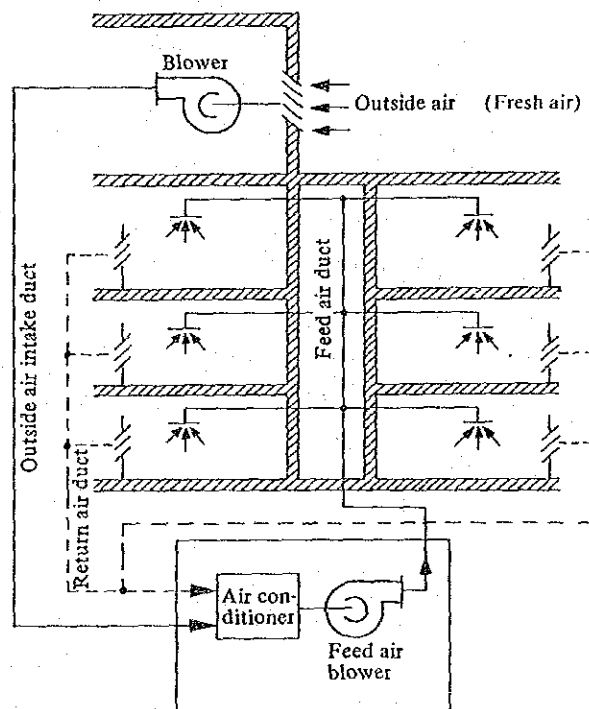 Blower
Outside air (Fresh air)
Outside air intake duct
Feed air duct
Return air duct
Air con-
ditioner
Feed air
blower